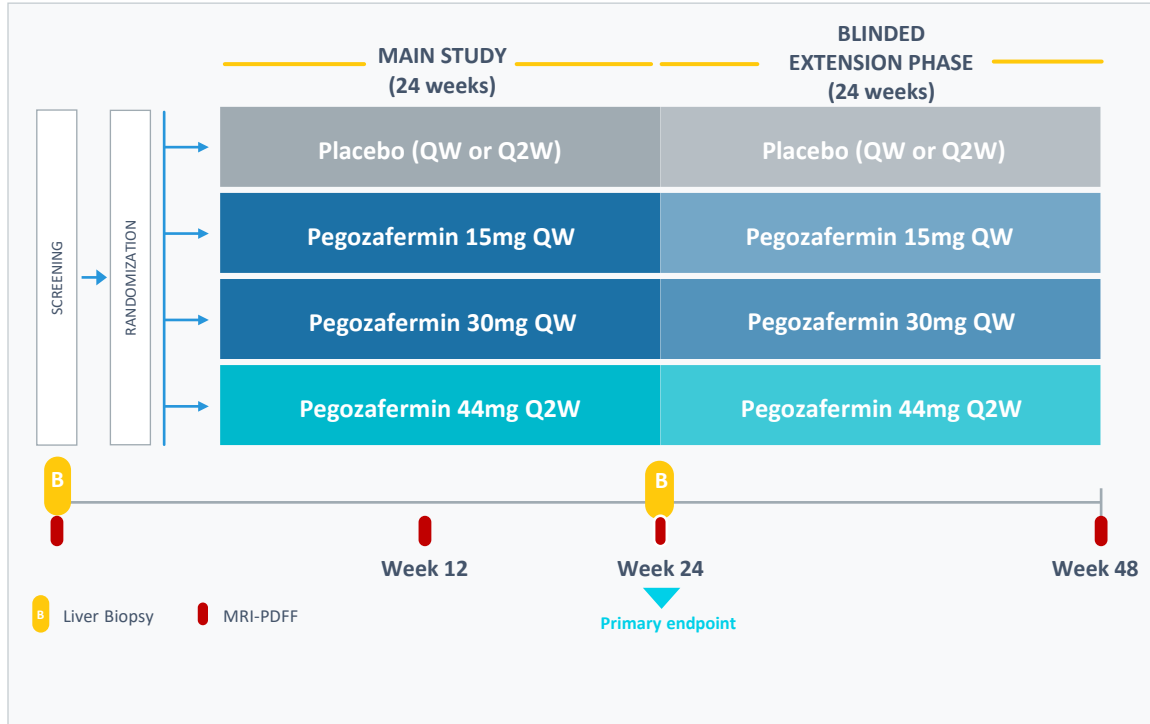 MAIN STUDY
(24 weeks)
BLINDED
EXTENSION PHASE
(24 weeks)
SCREENING
RANDOMIZATION
Placebo (QW or Q2W)
Placebo (QW or Q2W)
Pegozafermin 15mg QW
Pegozafermin 15mg QW
Pegozafermin 30mg QW
Pegozafermin 30mg QW
Pegozafermin 44mg Q2W
Pegozafermin 44mg Q2W
B
B
Week 12
Week 24
Week 48
Primary endpoint
B Liver Biopsy
MRI-PDFF